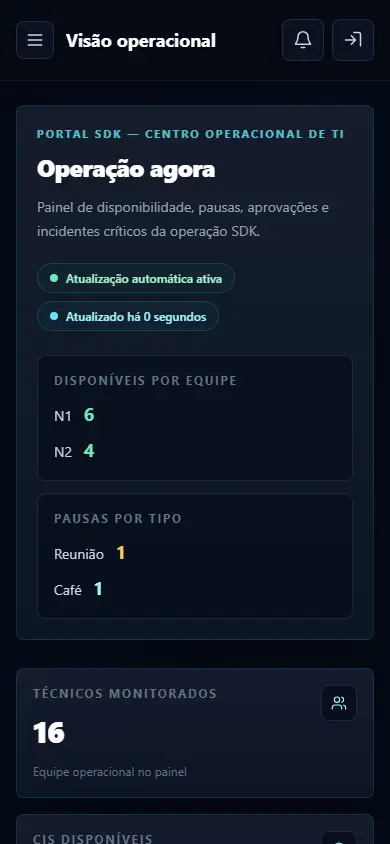 Visão operacional
PORTAL SDK — CENTRO OPERACIONAL DE TI
Operação agora
Painel de disponibilidade, pausas, aprovações e
incidentes críticos da operação SDK.
Atualização automática ativa
Atualizado há 0 segundos
DISPONÍVEIS POR EQUIPE
N1 6
N2 4
PAUSAS POR TIPO
Reunião 1
Café 1
TÉCNICOS MONITORADOS
16
Equipe operacional no painel
CIS DISPONÍVEIS